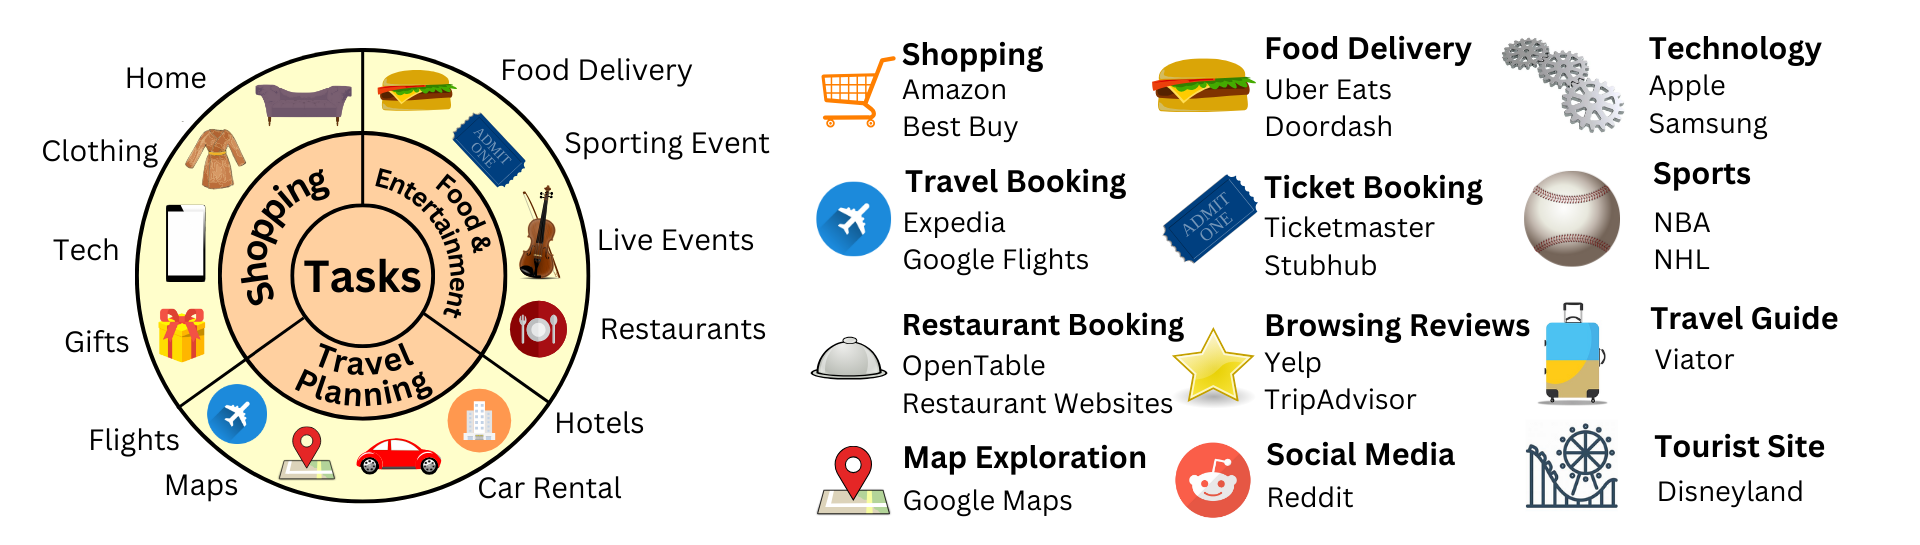 Home
Clothing
Tech
Gifts
Flights
Maps
Car Rental
Hotels
Restaurants
Live Events
Sporting Event
Food Delivery
ADMIT
ONE
Shopping
Food &
Entertainment
Travel
Planning
Tasks
Shopping
Amazon
Best Buy
Food Delivery
Uber Eats
Doordash
Technology
Apple
Samsung
Travel Booking
Expedia
Google Flights
ADMIT
ONE
Ticket Booking
Ticketmaster
Stubhub
Sports
NBA
NHL
Restaurant Booking
OpenTable
Restaurant Websites
Browsing Reviews
Yelp
TripAdvisor
Travel Guide
Viator
Map Exploration
Google Maps
Social Media
Reddit
Tourist Site
Disneyland